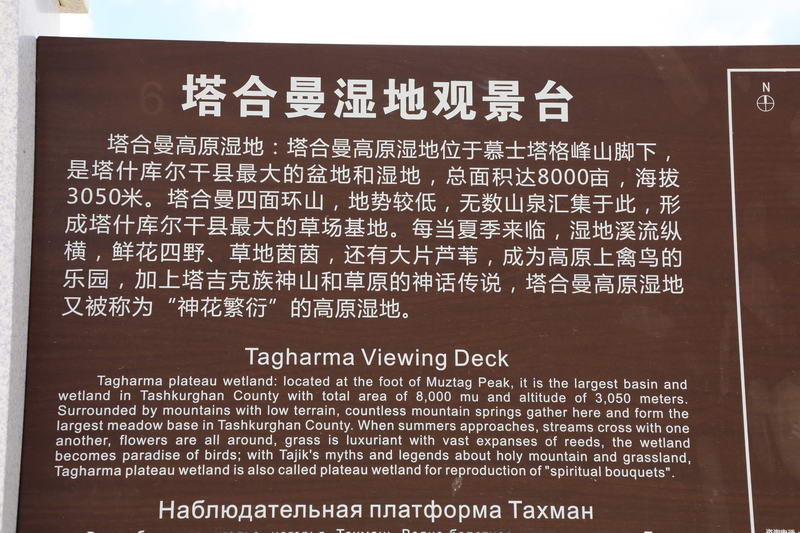 塔合曼湿地观景台
塔合曼高原湿地：塔合曼高原湿地位于慕士塔格峰山脚下，
是塔什库尔干县最大的盆地和湿地，总面积达8000亩，海拔
3050米。塔合曼四面环山，地势较低，无数山泉汇集于此，形
成塔什库尔干县最大的草场基地。每当夏季来临，湿地溪流纵
横，鲜花四野、草地茵茵，还有大片芦苇，成为高原上禽鸟的
乐园，加上塔吉克族神山和草原的神话传说，塔合曼高原湿地
又被称为“神花繁衍”的高原湿地。
N
Tagharma Viewing Deck
Tagharma plateau wetland: located at the foot of Muztag Peak, it is the largest basin and
wetland in Tashkurghan County with total area of 8,000 mu and altitude of 3,050 meters.
Surrounded by mountains with low terrain, countless mountain springs gather here and form the
largest meadow base in Tashkurghan County. When summers approaches, streams cross with one
another, flowers are all around, grass is luxuriant with vast expanses of reeds, the wetland
becomes paradise of birds; with Tajik's myths and legends about holy mountain and grassland,
Tagharma plateau wetland is also called plateau wetland for reproduction of "spiritual bouquets".
Наблюдательная платформа Тахман